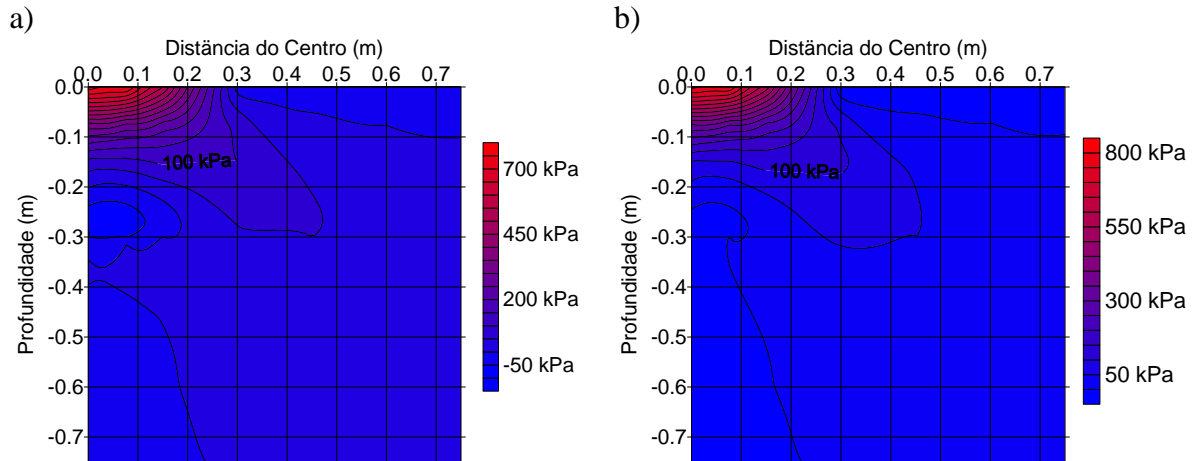 a)
Distância do Centro (m)
0.0 0.1 0.2 0.3 0.4 0.5 0.6 0.7
0.0
-0.1
-0.2
-0.3
-0.4
-0.5
-0.6
-0.7
Profundidade (m)
100 kPa
700 kPa
450 kPa
200 kPa
-50 kPa
b)
Distância do Centro (m)
0.0 0.1 0.2 0.3 0.4 0.5 0.6 0.7
0.0
-0.1
-0.2
-0.3
-0.4
-0.5
-0.6
-0.7
Profundidade (m)
100 kPa
800 kPa
550 kPa
300 kPa
50 kPa